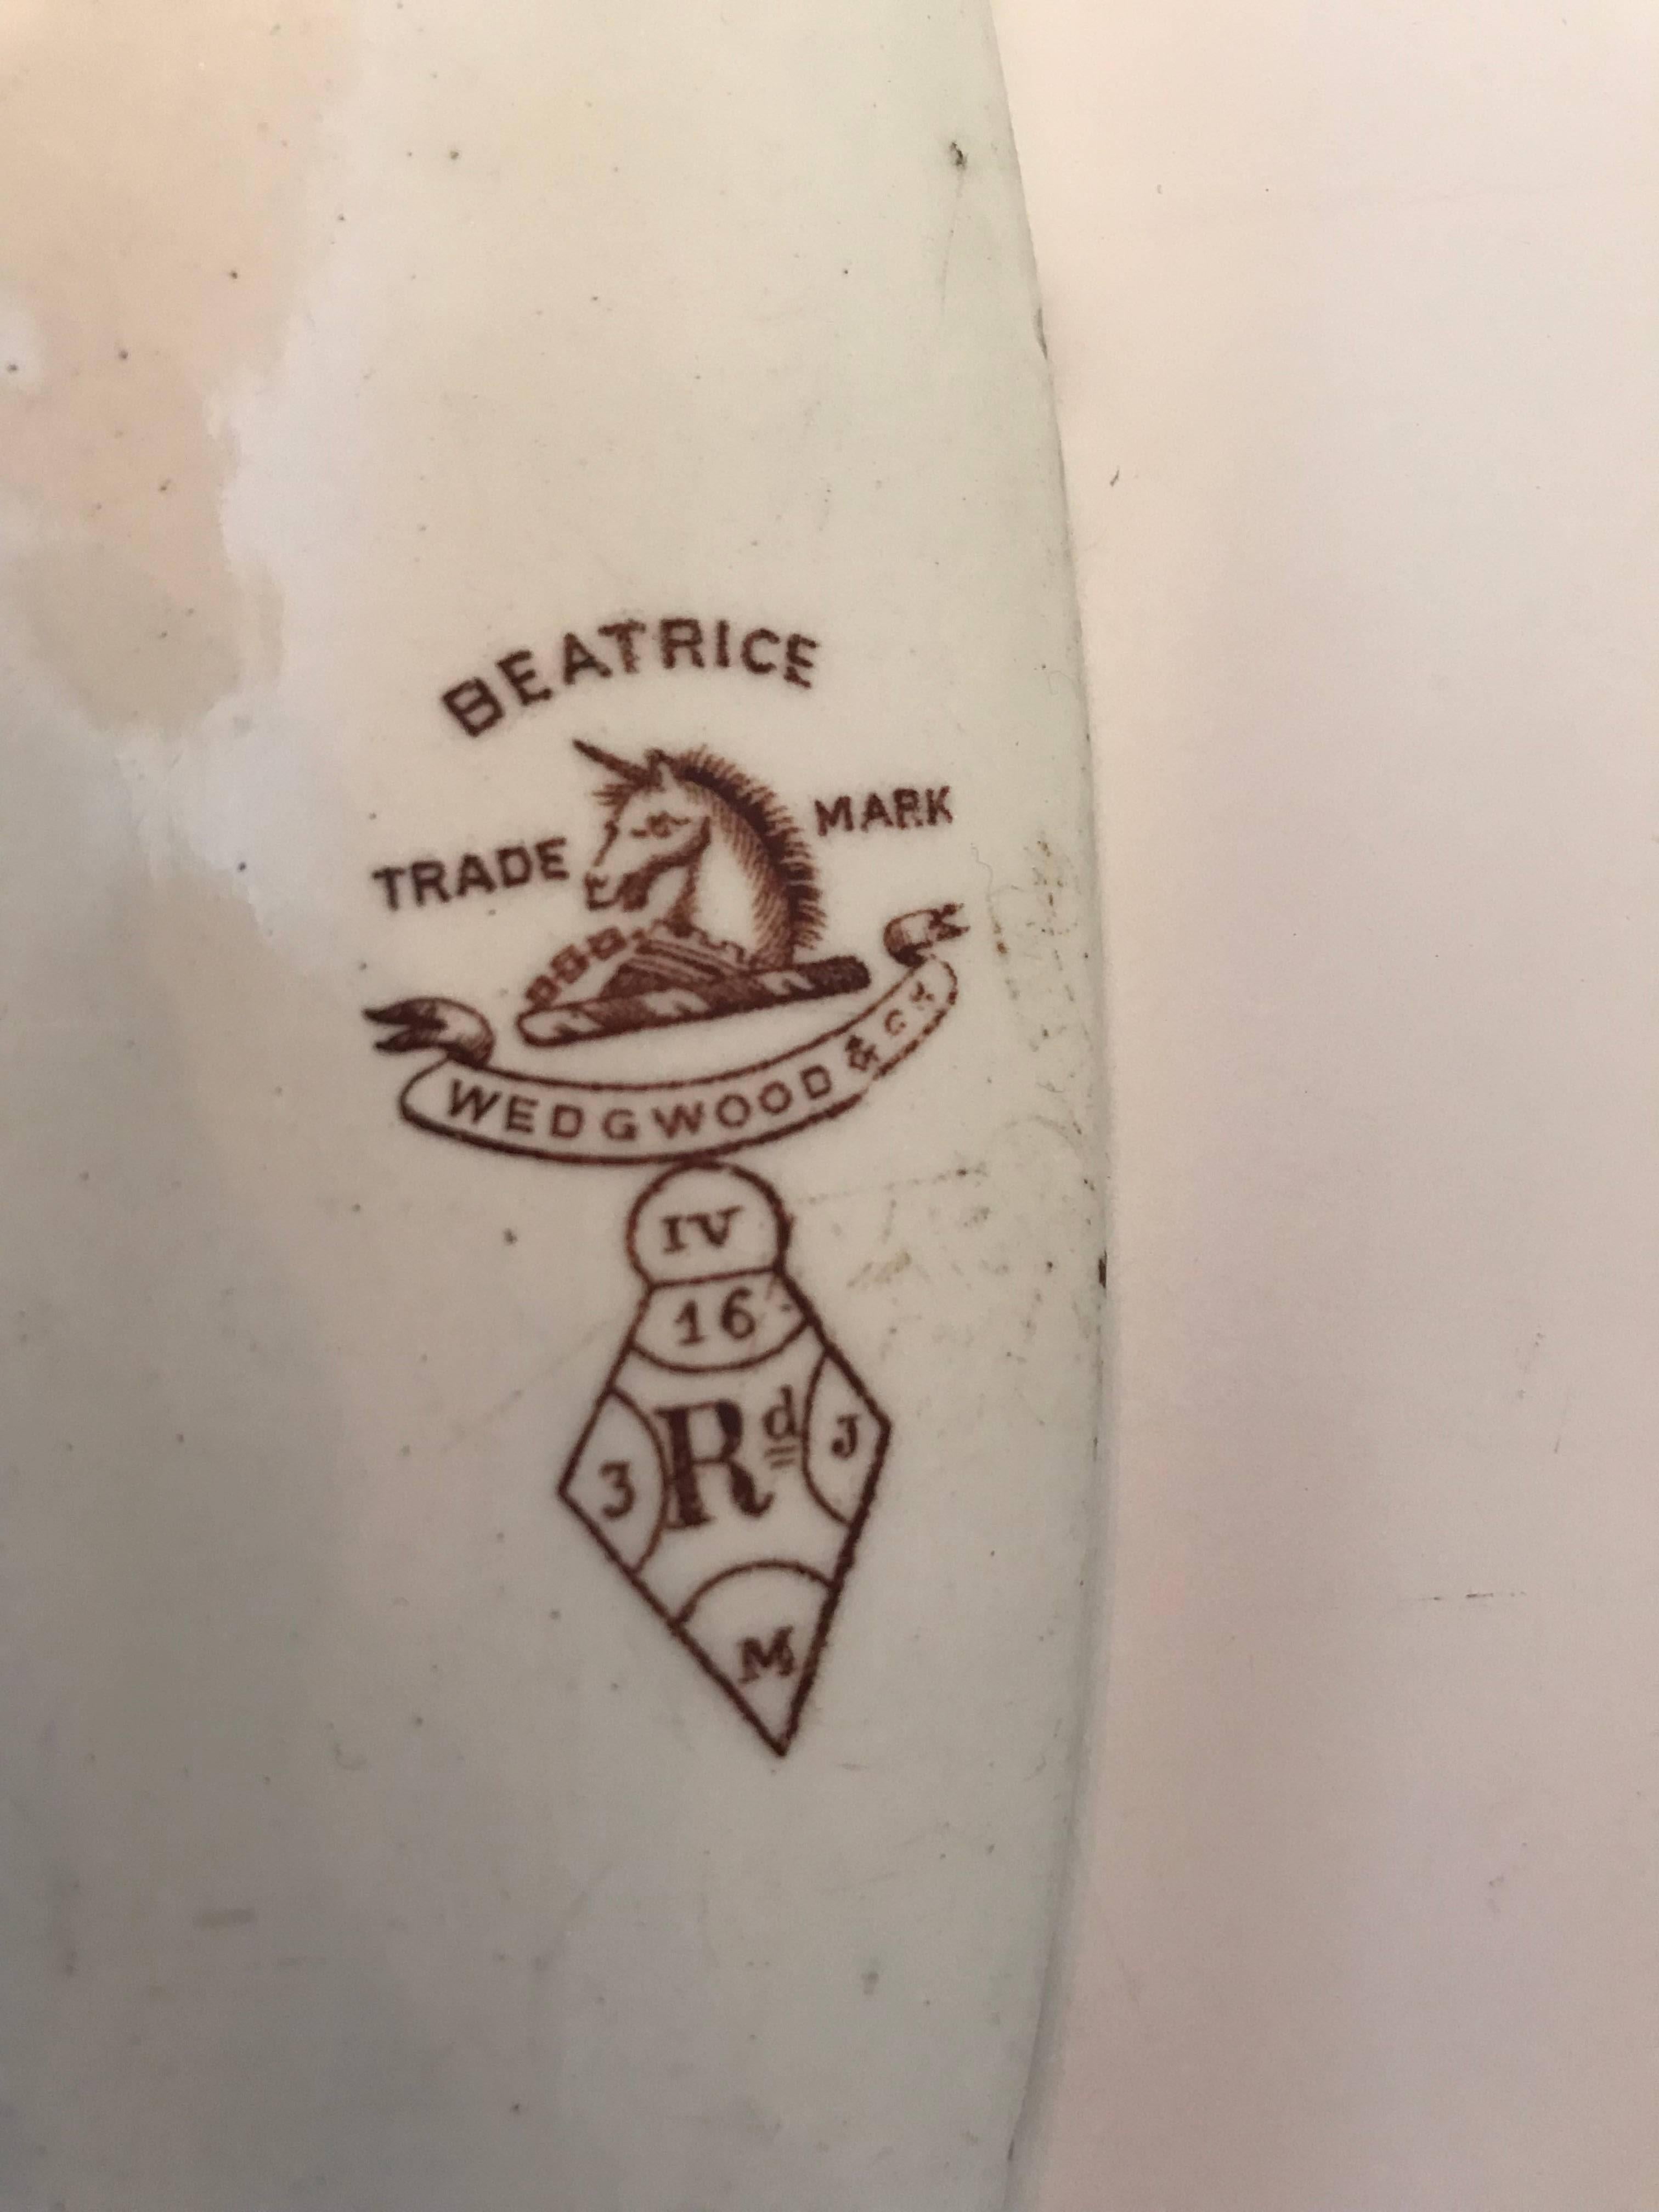 BEATRICE
TRADE MARK
WEDGWOOD & Co
IV
16
3 Rd J
M